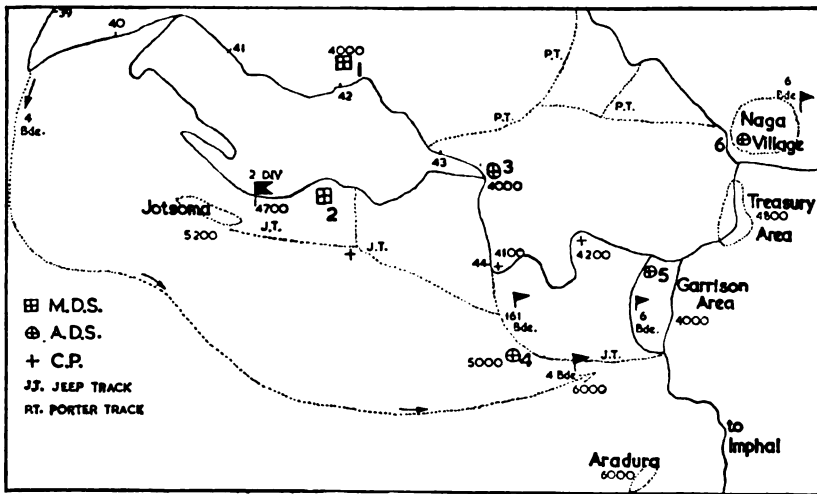 39
40
41
4000
1
42
P.T.
P.T.
P.T.
6
Bde.
Naga
Village
6
4
Bde.
43
3
4000
2 DIV
4700
2
Jotsoma
5200
J.T.
J.T.
Treasury
4800
Area
4100
44
4200
5
Garrison
Area
4000
161
Bde.
6
Bde.
M.D.S.
A.D.S.
C.P.
J.T. JEEP TRACK
P.T. PORTER TRACK
5000
4
J.T.
4 Bde.
6000
to
Imphal
Aradura
6000